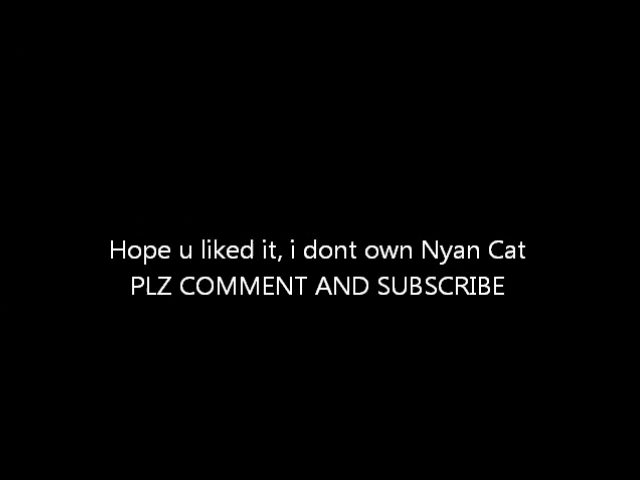 Hope u liked it, i dont own Nyan Cat
PLZ COMMENT AND SUBSCRIBE